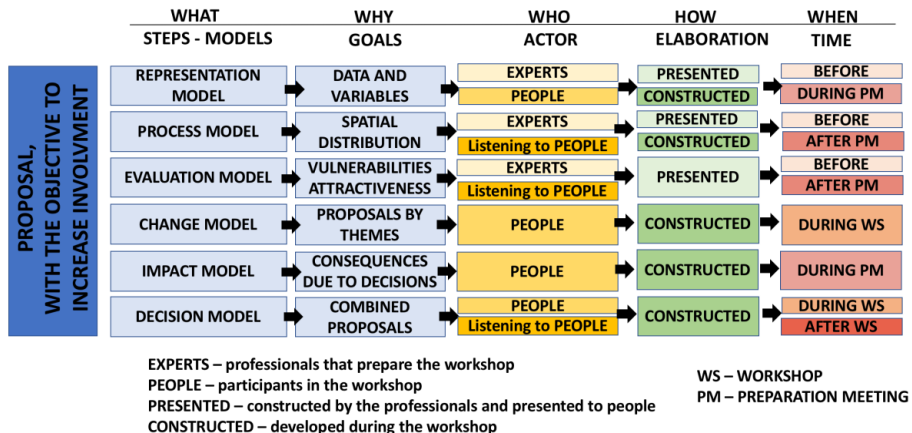 WHAT WHY WHO HOW WHEN
STEPS - MODELS GOALS ACTOR ELABORATION TIME
PROPOSAL,
WITH THE OBJECTIVE TO
INCREASE INVOLVMENT
REPRESENTATION
MODEL
DATA AND
VARIABLES
EXPERTS
PEOPLE
PRESENTED
CONSTRUCTED
BEFORE
DURING PM
PROCESS MODEL
SPATIAL
DISTRIBUTION
EXPERTS
Listening to PEOPLE
PRESENTED
CONSTRUCTED
BEFORE
AFTER PM
EVALUATION MODEL
VULNERABILITIES
ATTRACTIVENESS
EXPERTS
Listening to PEOPLE
PRESENTED
BEFORE
AFTER PM
CHANGE MODEL
PROPOSALS BY
THEMES
PEOPLE
CONSTRUCTED
DURING WS
IMPACT MODEL
CONSEQUENCES
DUE TO DECISIONS
PEOPLE
CONSTRUCTED
DURING PM
DECISION MODEL
COMBINED
PROPOSALS
PEOPLE
Listening to PEOPLE
CONSTRUCTED
DURING WS
AFTER WS
EXPERTS – professionals that prepare the workshop
PEOPLE – participants in the workshop
PRESENTED – constructed by the professionals and presented to people
CONSTRUCTED – developed during the workshop
WS – WORKSHOP
PM – PREPARATION MEETING